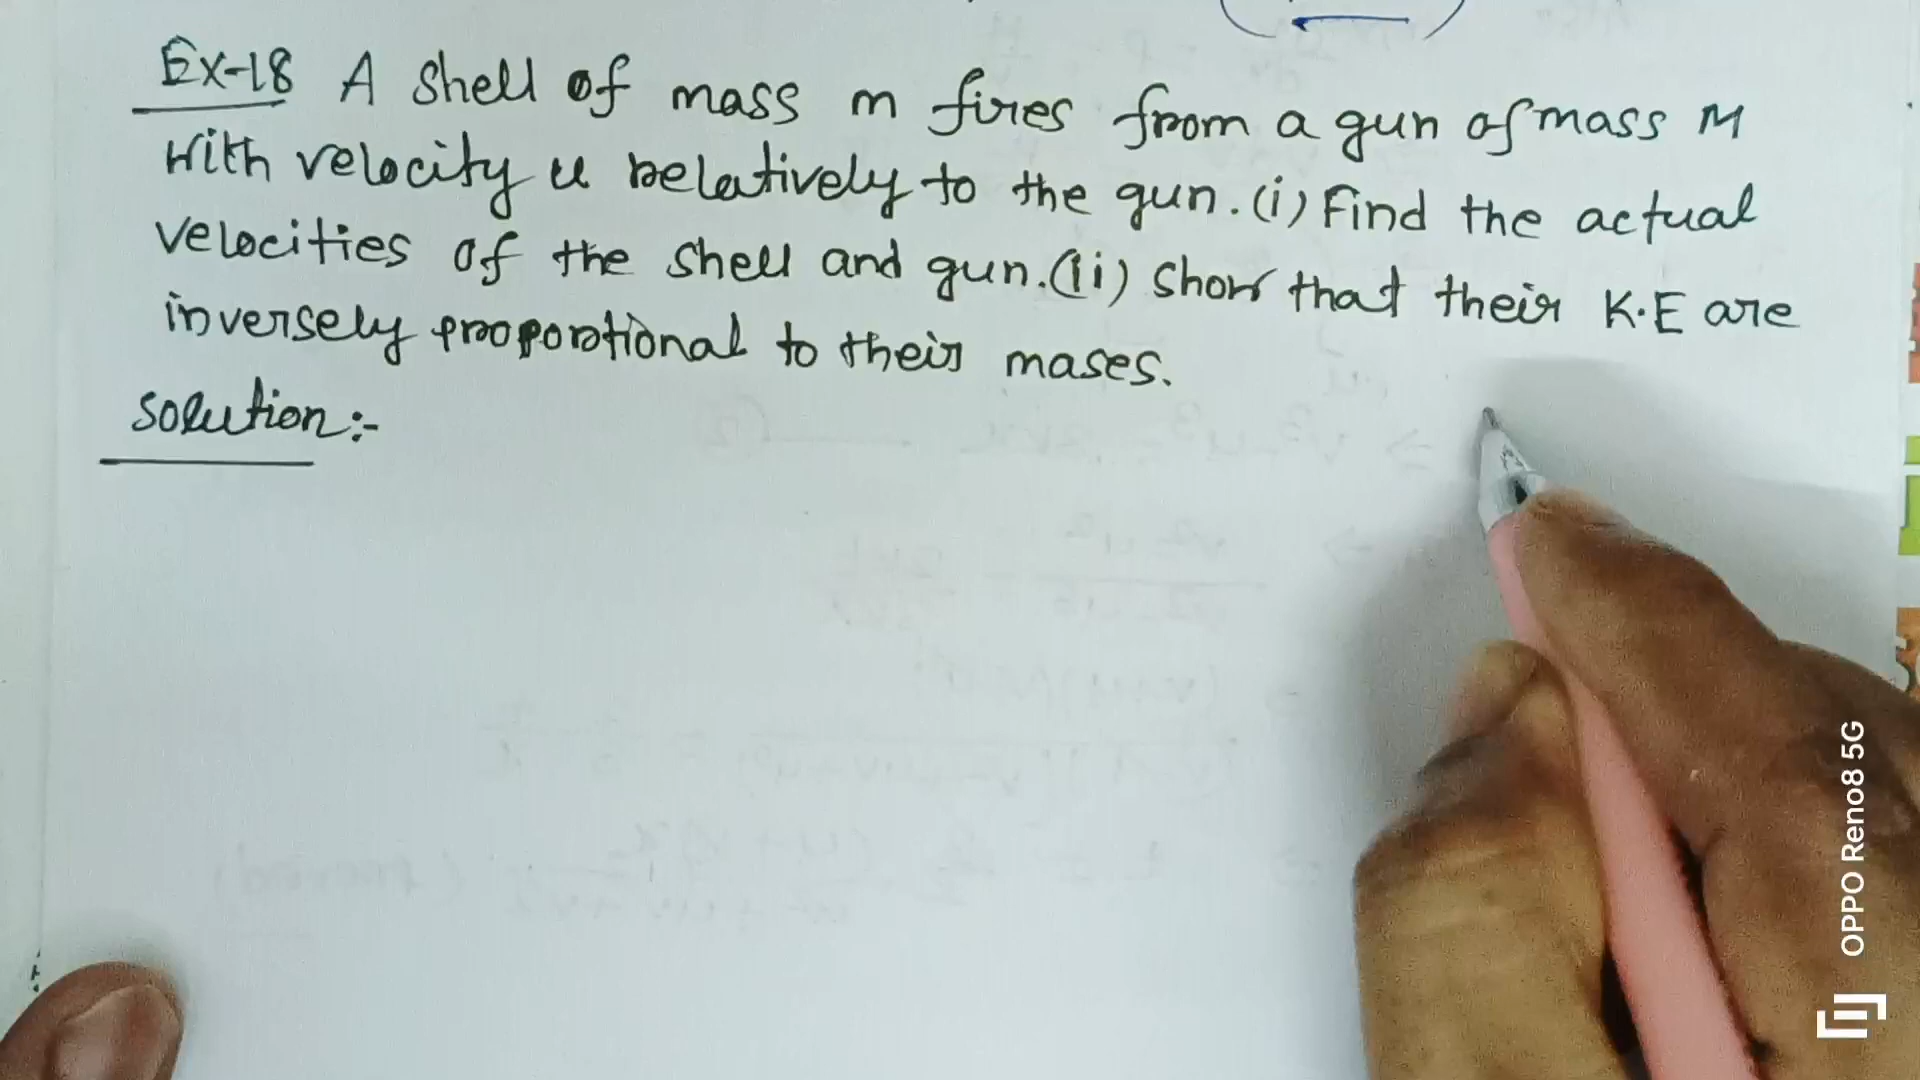 Ex-18 A shell of mass m fires from a gun of mass M
with velocity u relatively to the gun. (i) Find the actual
velocities of the shell and gun. (ii) Show that their K.E are
inversely proportional to their mases.
Solution:-
OPPO Reno8 5G